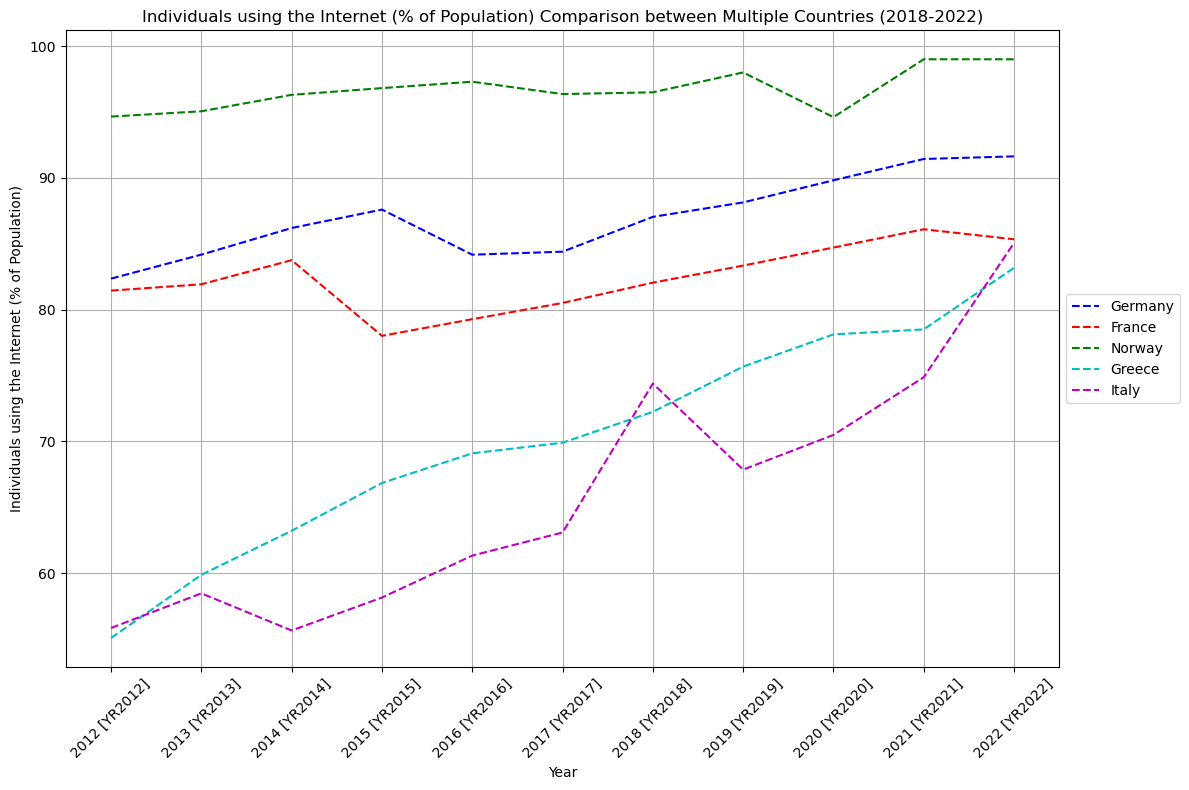 Individuals using the Internet (% of Population) Comparison between Multiple Countries (2018-2022)
Individuals using the Internet (% of Population)
100
90
80
70
60
2012 [YR2012]
2013 [YR2013]
2014 [YR2014]
2015 [YR2015]
2016 [YR2016]
2017 [YR2017]
2018 [YR2018]
2019 [YR2019]
2020 [YR2020]
2021 [YR2021]
2022 [YR2022]
Year
Germany
France
Norway
Greece
Italy